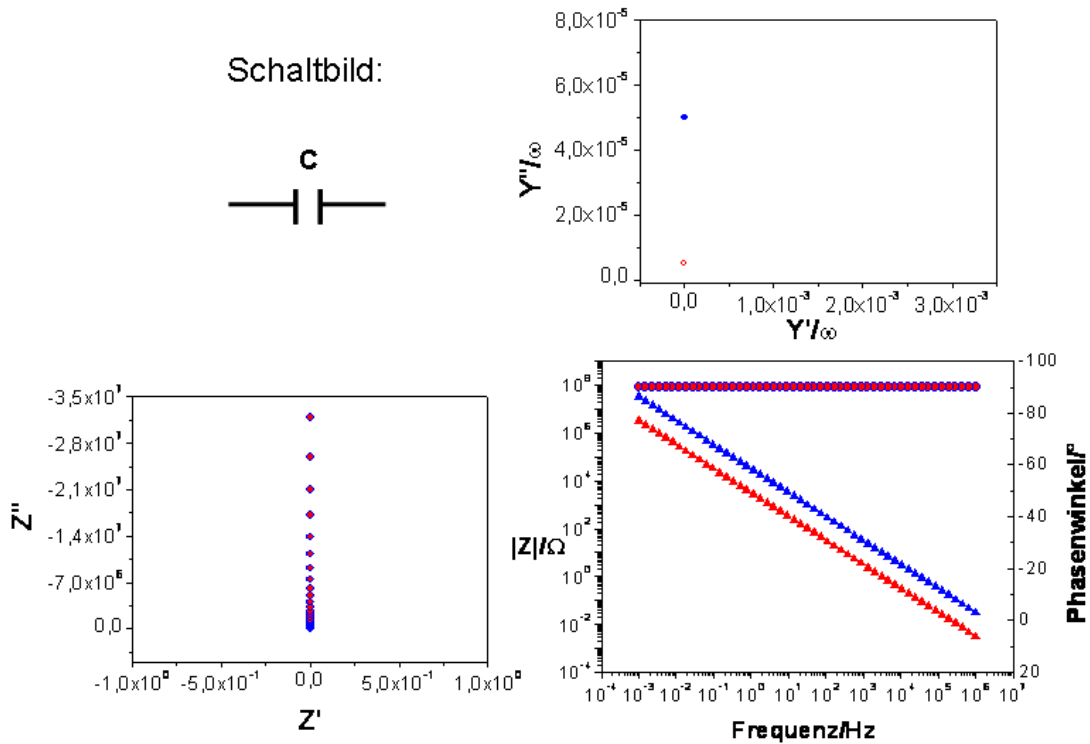 Schaltbild:
C
8,0x10⁻⁵
6,0x10⁻⁵
4,0x10⁻⁵
2,0x10⁻⁵
0,0
Y''/ω
0,0 1,0x10⁻³ 2,0x10⁻³ 3,0x10⁻³
Y'/ω
-3,5x10⁷
-2,8x10⁷
-2,1x10⁷
-1,4x10⁷
-7,0x10⁶
0,0
Z''
-1,0x10⁰ -5,0x10⁻¹ 0,0 5,0x10⁻¹ 1,0x10⁰
Z'
10⁸
10⁶
10⁴
10²
10⁰
10⁻²
10⁻⁴
|Z|/Ω
-100
-80
-60
-40
-20
0
20
Phasenwinkel/°
10⁻⁴ 10⁻³ 10⁻² 10⁻¹ 10⁰ 10¹ 10² 10³ 10⁴ 10⁵ 10⁶ 10⁷
Frequenz/Hz